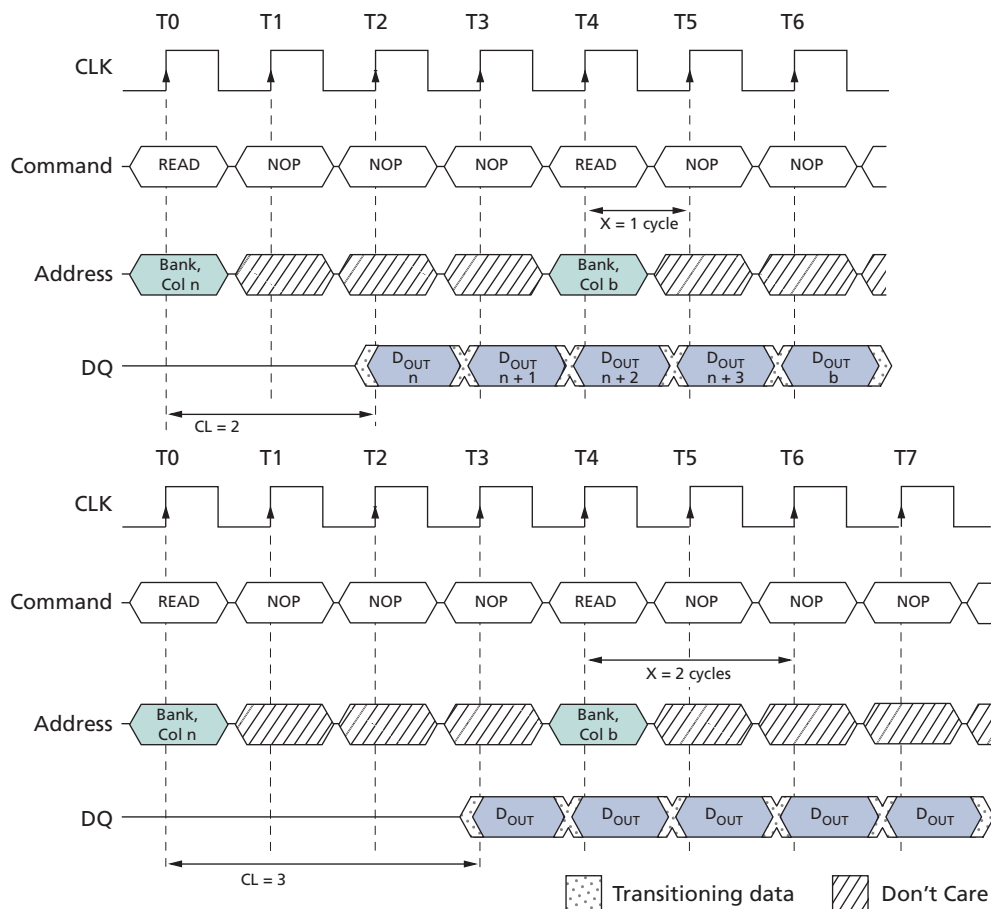 T0 T1 T2 T3 T4 T5 T6
CLK
Command READ NOP NOP NOP READ NOP NOP
X = 1 cycle
Address Bank, Col n Bank, Col b
DQ DOUT n DOUT n + 1 DOUT n + 2 DOUT n + 3 DOUT b
CL = 2
T0 T1 T2 T3 T4 T5 T6 T7
CLK
Command READ NOP NOP NOP READ NOP NOP NOP
X = 2 cycles
Address Bank, Col n Bank, Col b
DQ DOUT DOUT DOUT DOUT DOUT
CL = 3
Transitioning data Don't Care